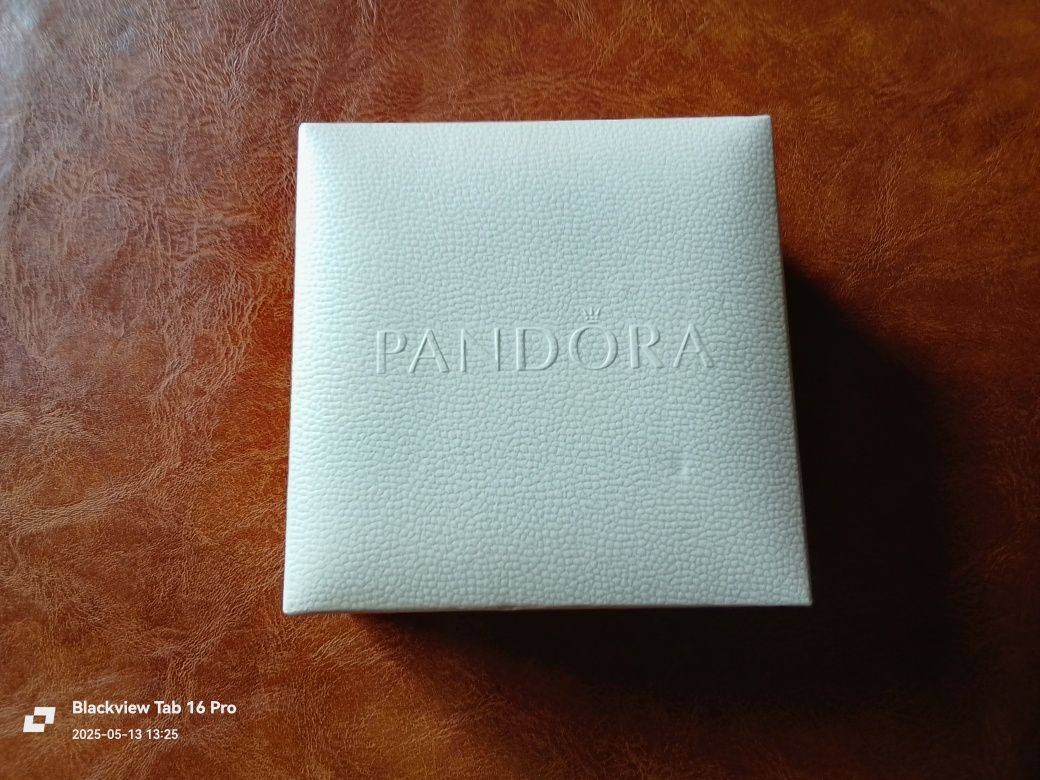 PANDORA
Blackview Tab 16 Pro
2025-05-13 13:25